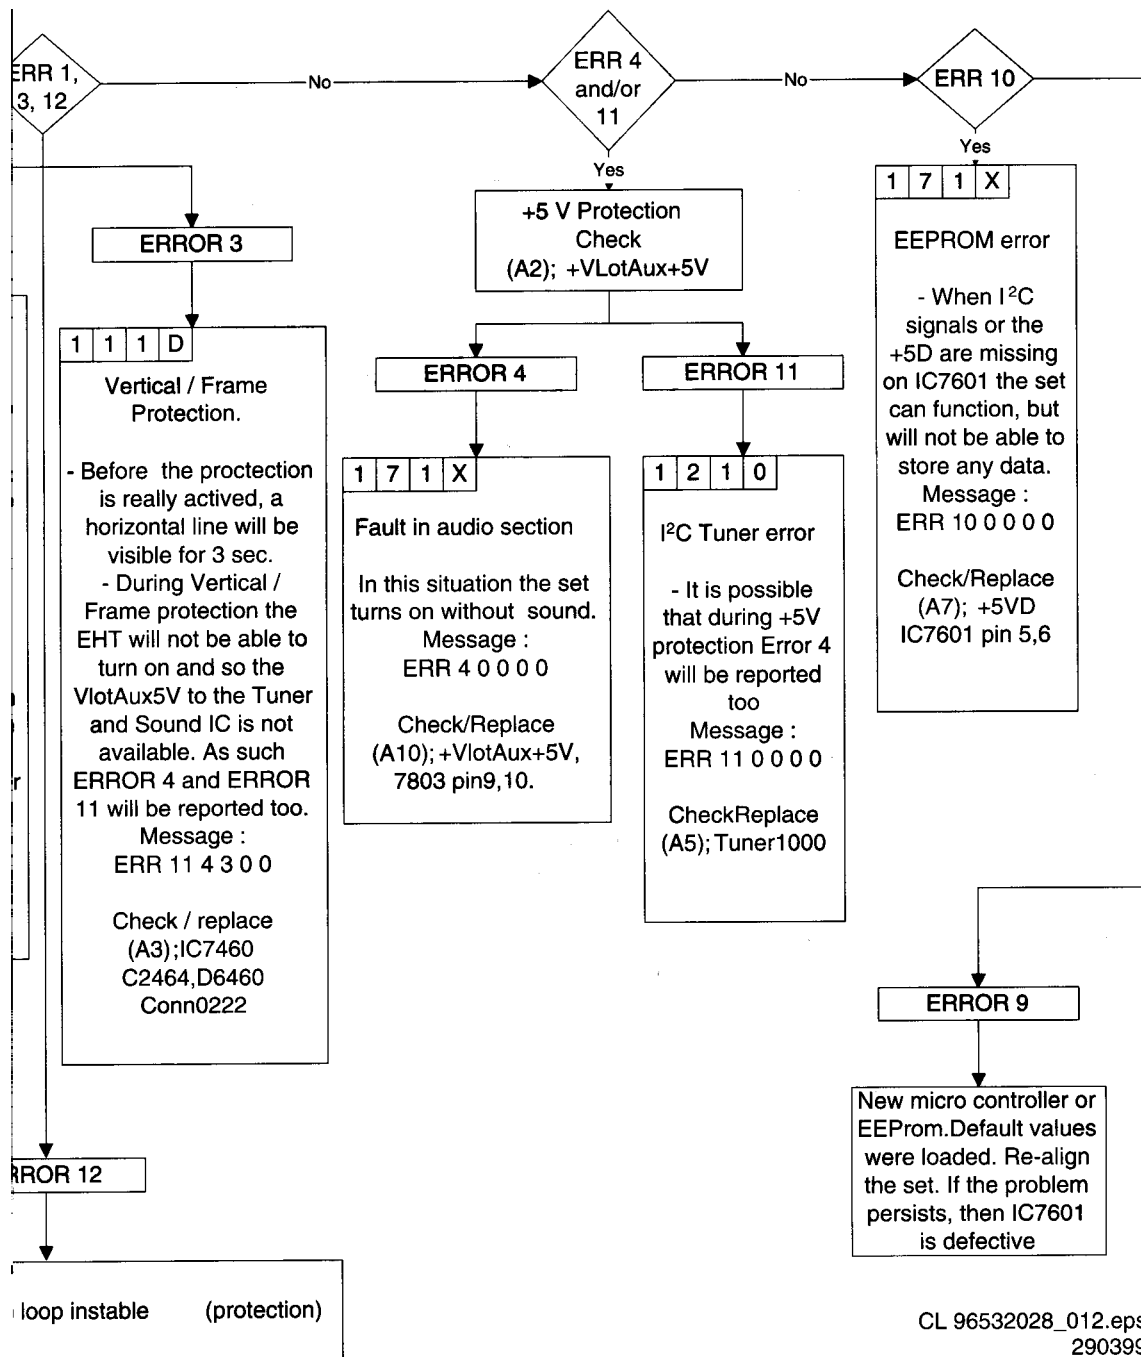 ERR 1,
3, 12
No
ERR 4
and/or
11
No
ERR 10
Yes
Yes
ERROR 3
1 1 1 D
Vertical / Frame
Protection.
- Before the proctection
is really actived, a
horizontal line will be
visible for 3 sec.
- During Vertical /
Frame protection the
EHT will not be able to
turn on and so the
VlotAux5V to the Tuner
and Sound IC is not
available. As such
ERROR 4 and ERROR
11 will be reported too.
Message :
ERR 11 4 3 0 0
Check / replace
(A3);IC7460
C2464,D6460
Conn0222
+5 V Protection
Check
(A2); +VLotAux+5V
ERROR 4
1 7 1 X
Fault in audio section
In this situation the set
turns on without sound.
Message :
ERR 4 0 0 0 0
Check/Replace
(A10);+VlotAux+5V,
7803 pin9,10.
ERROR 11
1 2 1 0
I²C Tuner error
- It is possible
that during +5V
protection Error 4
will be reported
too
Message :
ERR 11 0 0 0 0
CheckReplace
(A5);Tuner1000
1 7 1 X
EEPROM error
- When I²C
signals or the
+5D are missing
on IC7601 the set
can function, but
will not be able to
store any data.
Message :
ERR 10 0 0 0 0
Check/Replace
(A7); +5VD
IC7601 pin 5,6
ERROR 9
New micro controller or
EEProm.Default values
were loaded. Re-align
the set. If the problem
persists, then IC7601
is defective
RROR 12
loop instable (protection)
CL 96532028_012.eps
290399